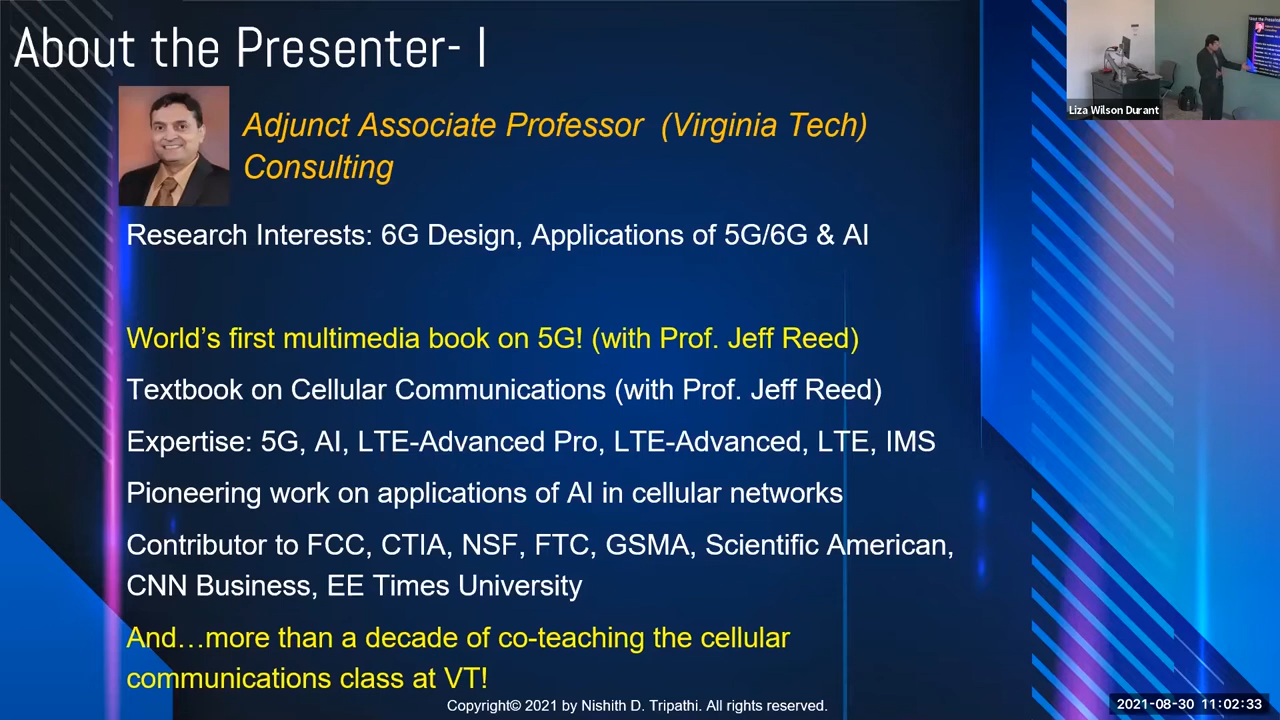 About the Presenter- I
Adjunct Associate Professor (Virginia Tech)
Consulting
Liza Wilson Durant
Research Interests: 6G Design, Applications of 5G/6G & AI
World’s first multimedia book on 5G! (with Prof. Jeff Reed)
Textbook on Cellular Communications (with Prof. Jeff Reed)
Expertise: 5G, AI, LTE-Advanced Pro, LTE-Advanced, LTE, IMS
Pioneering work on applications of AI in cellular networks
Contributor to FCC, CTIA, NSF, FTC, GSMA, Scientific American,
CNN Business, EE Times University
And…more than a decade of co-teaching the cellular
communications class at VT!
Copyright© 2021 by Nishith D. Tripathi. All rights reserved.
2021-08-30 11:02:33